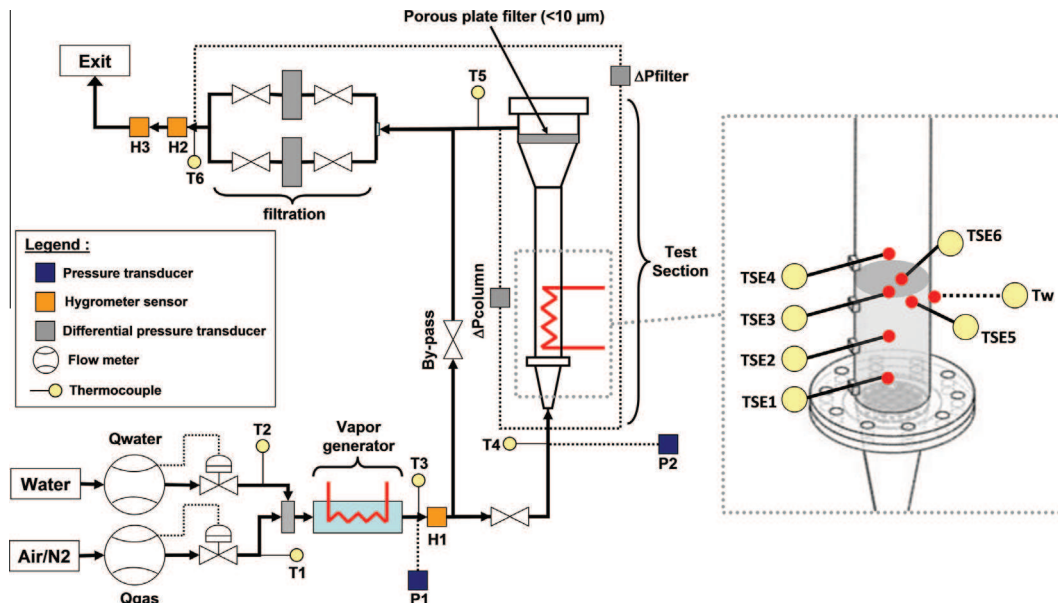 Porous plate filter (<10 µm)
Exit
T5
ΔPfilter
H3
H2
T6
filtration
Legend :
Pressure transducer
Hygrometer sensor
Differential pressure transducer
Flow meter
Thermocouple
By-pass
ΔPcolumn
Test
Section
TSE6
TSE4
Tw
TSE3
TSE5
TSE2
TSE1
Qwater
T2
Vapor
generator
T3
T4
P2
Water
H1
Air/N2
T1
Qgas
P1